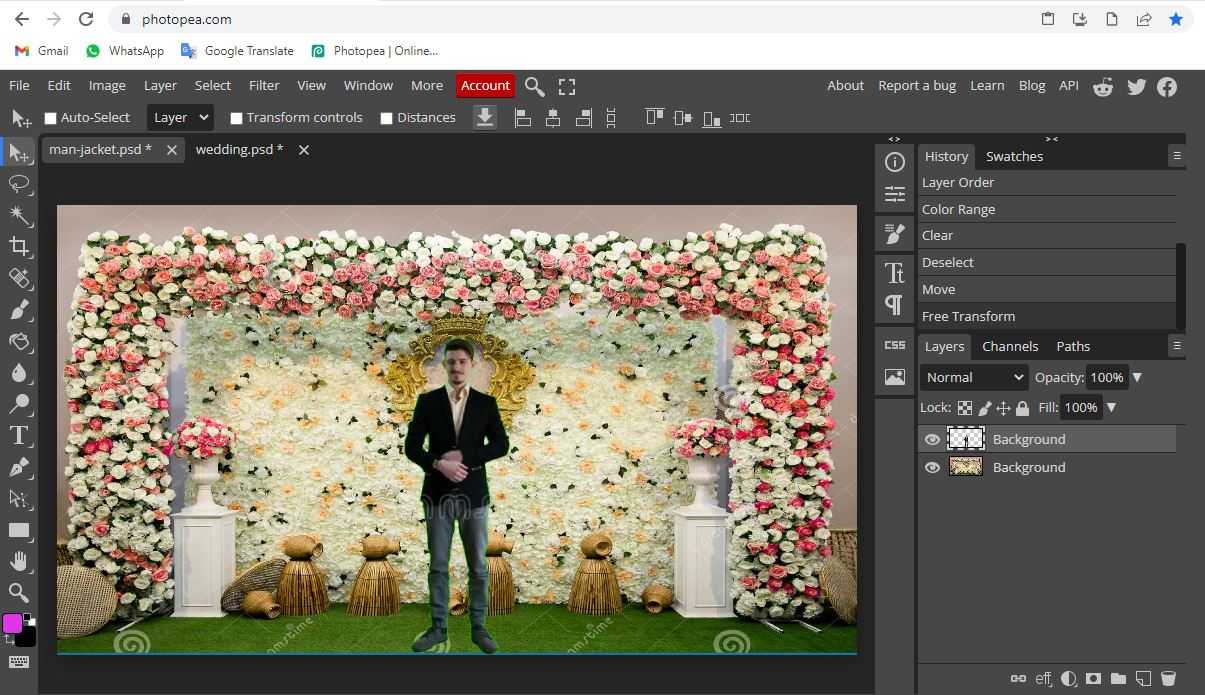 photopea.com
Gmail WhatsApp Google Translate Photopea | Online...
File Edit Image Layer Select Filter View Window More Account About Report a bug Learn Blog API
Auto-Select Layer Transform controls Distances
man-jacket.psd * wedding.psd *
History Swatches
Layer Order
Color Range
Clear
Deselect
Move
Free Transform
CSS
Layers Channels Paths
Normal Opacity: 100%
Lock: Fill: 100%
Background
Background
eff